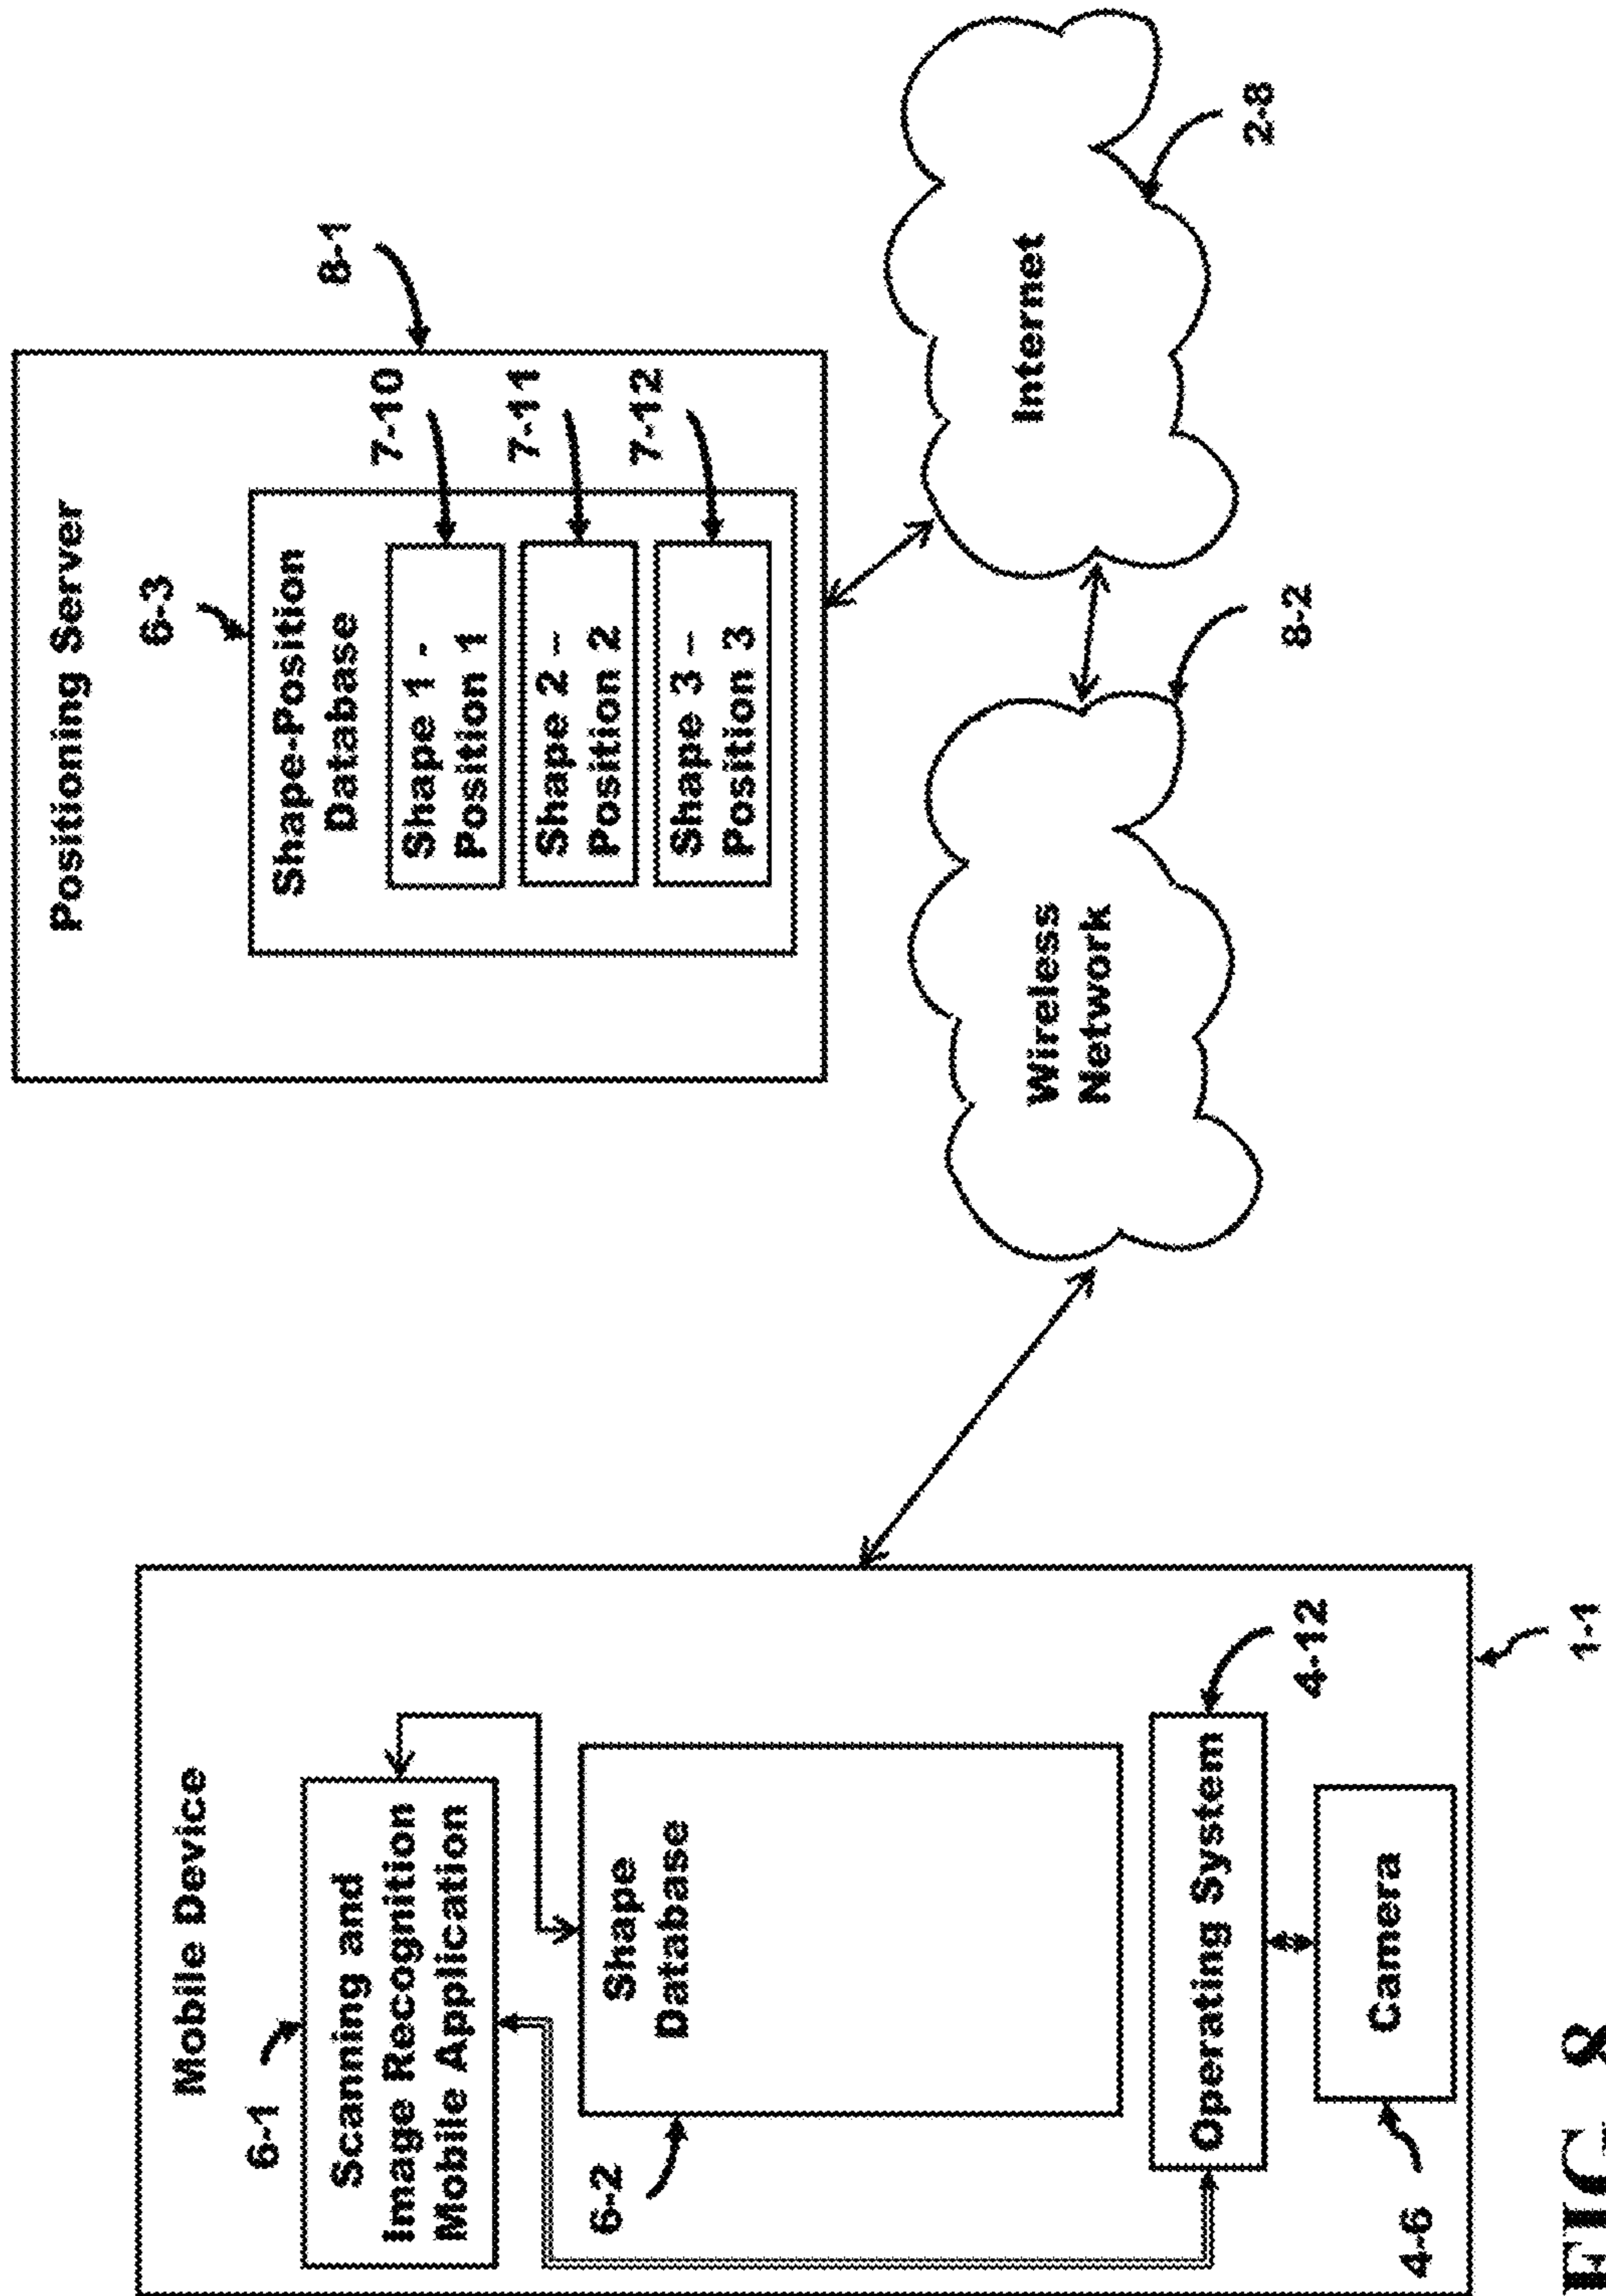 Mobile Device
6-1
Scanning and
Image Recognition
Mobile Application
6-2
Shape
Database
Operating System
4-12
Camera
4-6
1-1
Positioning Server
8-1
6-3
Shape-Position
Database
7-10
Shape 1 -
Position 1
7-11
Shape 2 –
Position 2
7-12
Shape 3 –
Position 3
Wireless
Network
8-2
Internet
2-8
FIG 8